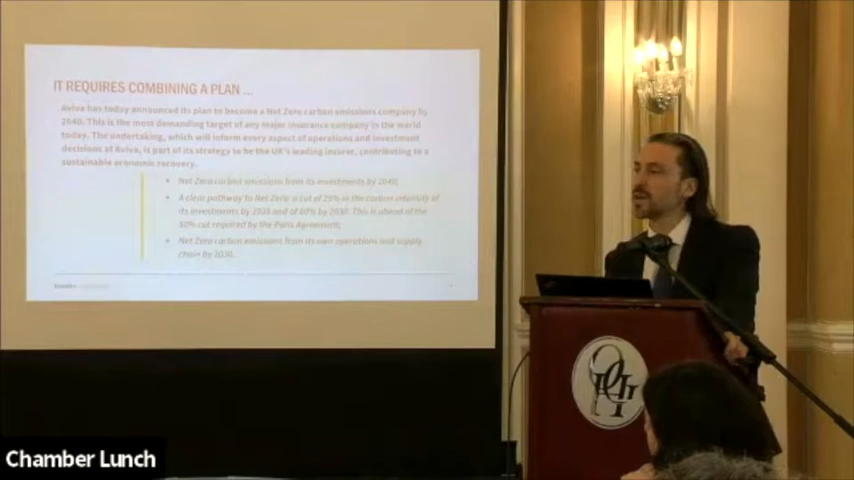 IT REQUIRES COMBINING A PLAN ...
Aviva has today announced its plan to become a Net Zero carbon emissions company by
2040. This is the most demanding target of any major insurance company in the world
today. The undertaking, which will inform every aspect of operations and investment
decisions at Aviva, is part of its strategy to be the UK's leading insurer, contributing to a
sustainable economic recovery.
• Net Zero carbon emissions from its investments by 2040;
• A clear pathway to Net Zero: a cut of 25% in the carbon intensity of
its investments by 2025 and of 60% by 2030. This is ahead of the
50% cut required by the Paris Agreement;
• Net Zero carbon emissions from its own operations and supply
chain by 2030.
Chamber Lunch